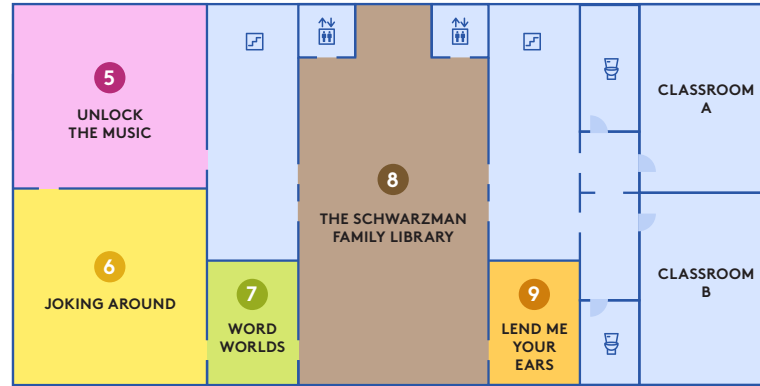 5
UNLOCK
THE MUSIC
6
JOKING AROUND
7
WORD
WORLDS
8
THE SCHWARZMAN
FAMILY LIBRARY
9
LEND ME
YOUR
EARS
CLASSROOM
A
CLASSROOM
B